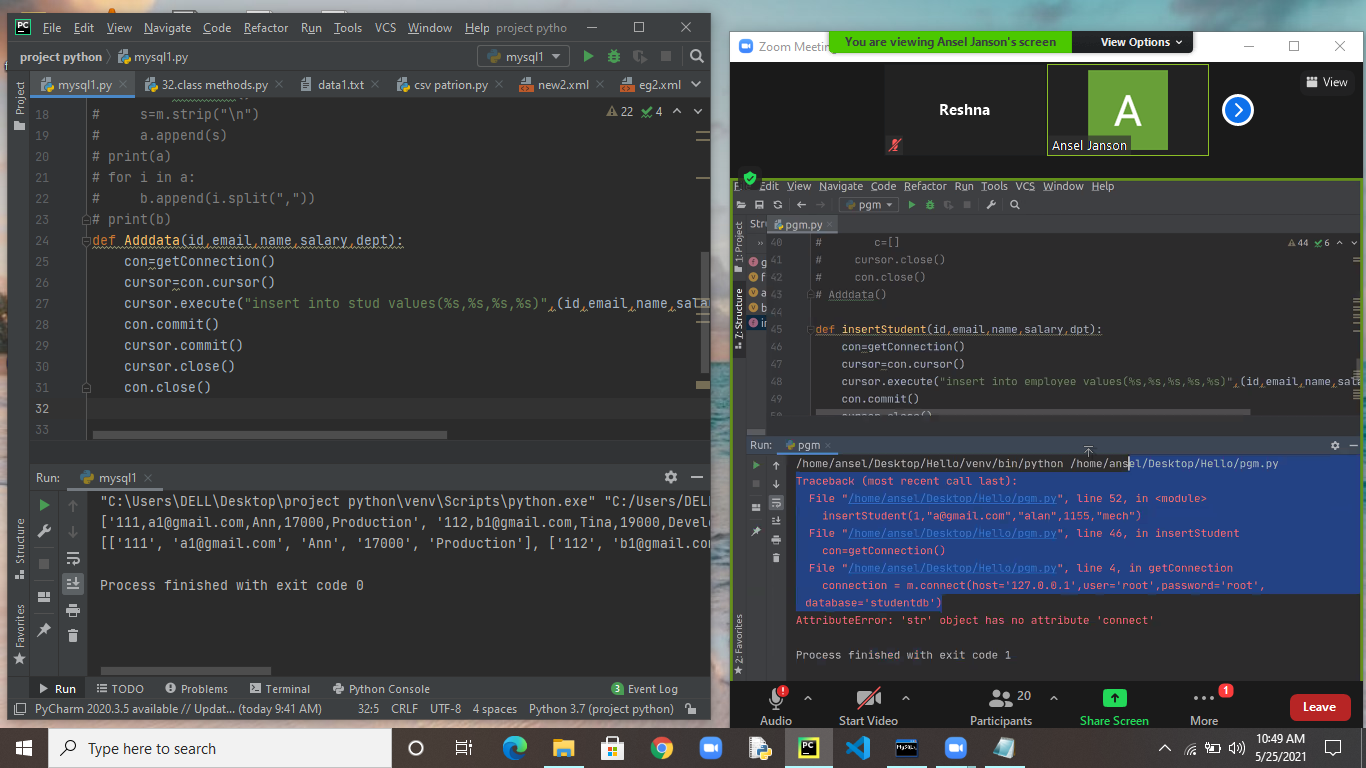 File Edit View Navigate Code Refactor Run Tools VCS Window Help project pytho
project python mysql1.py mysql1
Project
mysql1.py 32.class methods.py data1.txt csv patrion.py new2.xml eg2.xml
22 4
18 # s=m.strip("\n")
19 # a.append(s)
20 # print(a)
21 # for i in a:
22 # b.append(i.split(","))
23 # print(b)
24 def Adddata(id,email,name,salary,dept):
25 con=getConnection()
26 cursor=con.cursor()
27 cursor.execute("insert into stud values(%s,%s,%s,%s)",(id,email,name,sala
28 con.commit()
29 cursor.commit()
30 cursor.close()
31 con.close()
32
33
Run: mysql1
Structure
Favorites
"C:\Users\DELL\Desktop\project python\venv\Scripts\python.exe" "C:/Users/DELL
['111,a1@gmail.com,Ann,17000,Production', '112,b1@gmail.com,Tina,19000,Develo
[['111', 'a1@gmail.com', 'Ann', '17000', 'Production'], ['112', 'b1@gmail.com
Process finished with exit code 0
Run TODO Problems Terminal Python Console 3 Event Log
PyCharm 2020.3.5 available // Updat... (today 9:41 AM) 32:5 CRLF UTF-8 4 spaces Python 3.7 (project python)
Zoom Meeting
You are viewing Ansel Janson's screen View Options
View
Reshna
A
Ansel Janson
File Edit View Navigate Code Refactor Run Tools VCS Window Help
pgm
Str pgm.py
1: Project
7: Structure
2: Favorites
44 6
40 # c=[]
41 # cursor.close()
42 # con.close()
43 # Adddata()
44
45 def insertStudent(id,email,name,salary,dpt):
46 con=getConnection()
47 cursor=con.cursor()
48 cursor.execute("insert into employee values(%s,%s,%s,%s,%s)",(id,email,name,sala
49 con.commit()
50 cursor.close()
Run: pgm
/home/ansel/Desktop/Hello/venv/bin/python /home/ansel/Desktop/Hello/pgm.py
Traceback (most recent call last):
File "/home/ansel/Desktop/Hello/pgm.py", line 52, in <module>
insertStudent(1,"a@gmail.com","alan",1155,"mech")
File "/home/ansel/Desktop/Hello/pgm.py", line 46, in insertStudent
con=getConnection()
File "/home/ansel/Desktop/Hello/pgm.py", line 4, in getConnection
connection = m.connect(host='127.0.0.1',user='root',password='root',
database='studentdb')
AttributeError: 'str' object has no attribute 'connect'
Process finished with exit code 1
Audio Start Video Participants 20 Share Screen More 1 Leave
Type here to search
10:49 AM
5/25/2021